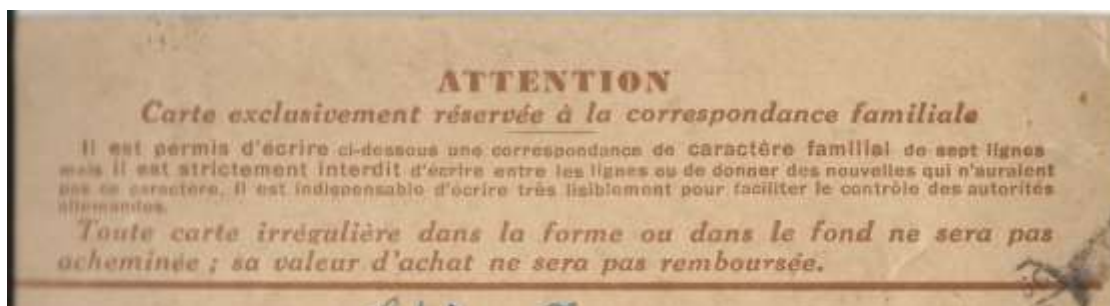 ATTENTION
Carte exclusivement réservée à la correspondance familiale
Il est permis d'écrire ci-dessous une correspondance de caractère familial de sept lignes
mais il est strictement interdit d'écrire entre les lignes ou de donner des nouvelles qui n'auraient
pas ce caractère. Il est indispensable d'écrire très lisiblement pour faciliter le contrôle des autorités
allemandes.
Toute carte irrégulière dans la forme ou dans le fond ne sera pas
acheminée ; sa valeur d'achat ne sera pas remboursée.